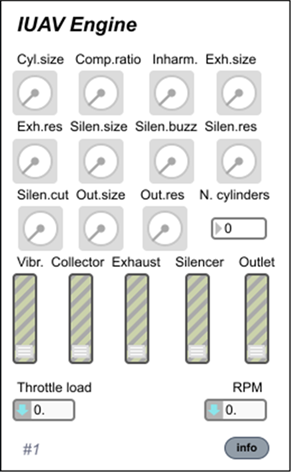 IUAV Engine
Cyl.size Comp.ratio Inharm. Exh.size
Exh.res Silen.size Silen.buzz Silen.res
Silen.cut Out.size Out.res N. cylinders
0
Vibr. Collector Exhaust Silencer Outlet
Throttle load RPM
0. 0.
#1 info